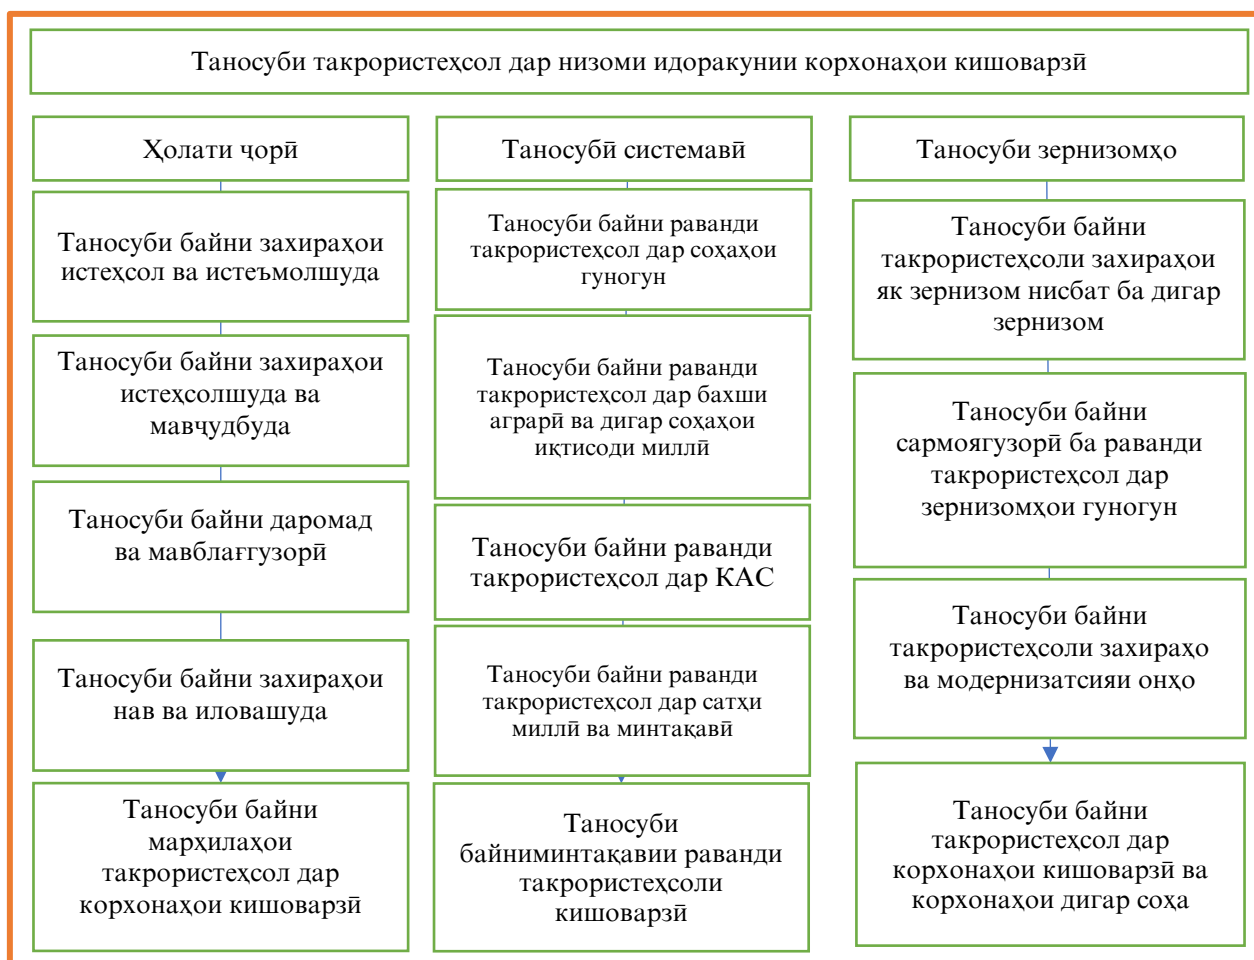 Таносуби такрористеҳсол дар низоми идоракунии корхонаҳои кишоварзӣ
Ҳолати ҷорӣ
Таносуби байни захираҳои
истеҳсол ва истеъмолшуда
Таносуби байни захираҳои
истеҳсолшуда ва
мавҷудбуда
Таносуби байни даромад
ва маблағгузорӣ
Таносуби байни захираҳои
нав ва иловашуда
Таносуби байни
марҳилаҳои
такрористеҳсол дар
корхонаҳои кишоварзӣ
Таносубӣ системавӣ
Таносуби байни раванди
такрористеҳсол дар соҳаҳои
гуногун
Таносуби байни раванди
такрористеҳсол дар бахши
аграрӣ ва дигар соҳаҳои
иқтисоди миллӣ
Таносуби байни раванди
такрористеҳсол дар КАС
Таносуби байни раванди
такрористеҳсол дар сатҳи
миллӣ ва минтақавӣ
Таносуби
байниминтақавии раванди
такрористеҳсоли
кишоварзӣ
Таносуби зернизомҳо
Таносуби байни
такрористеҳсоли захираҳои
як зернизом нисбат ба дигар
зернизом
Таносуби байни
сармоягузорӣ ба раванди
такрористеҳсол дар
зернизомҳои гуногун
Таносуби байни
такрористеҳсоли захираҳо
ва модернизатсияи онҳо
Таносуби байни
такрористеҳсол дар
корхонаҳои кишоварзӣ ва
корхонаҳои дигар соҳа